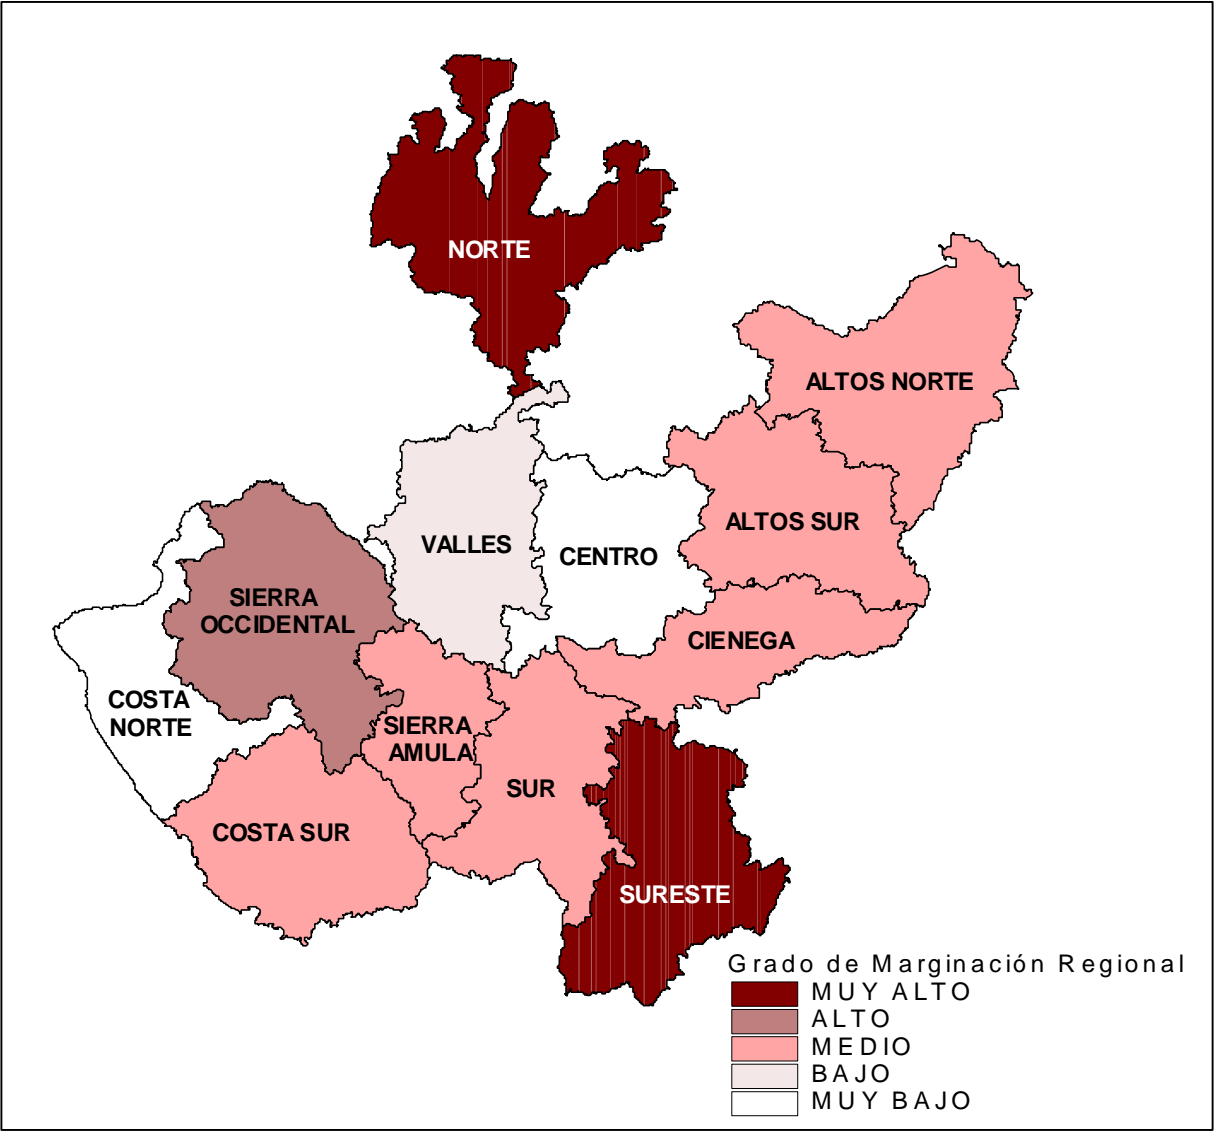 NORTE
ALTOS NORTE
ALTOS SUR
VALLES
CENTRO
SIERRA
OCCIDENTAL
CIENEGA
COSTA
NORTE
SIERRA
AMULA
SUR
COSTA SUR
SURESTE
Grado de Marginación Regional
MUY ALTO
ALTO
MEDIO
BAJO
MUY BAJO